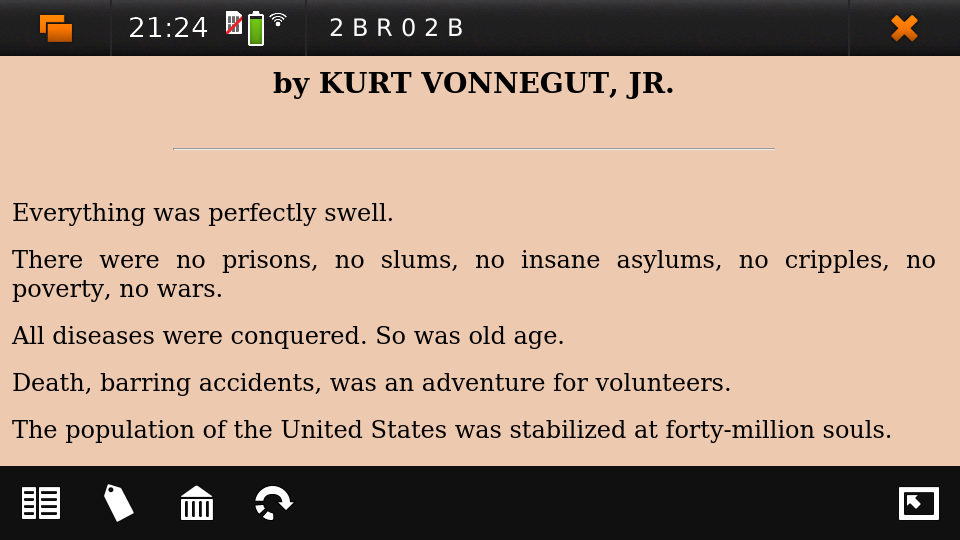 21:24
2 B R 0 2 B
by KURT VONNEGUT, JR.
Everything was perfectly swell.
There were no prisons, no slums, no insane asylums, no cripples, no
poverty, no wars.
All diseases were conquered. So was old age.
Death, barring accidents, was an adventure for volunteers.
The population of the United States was stabilized at forty-million souls.